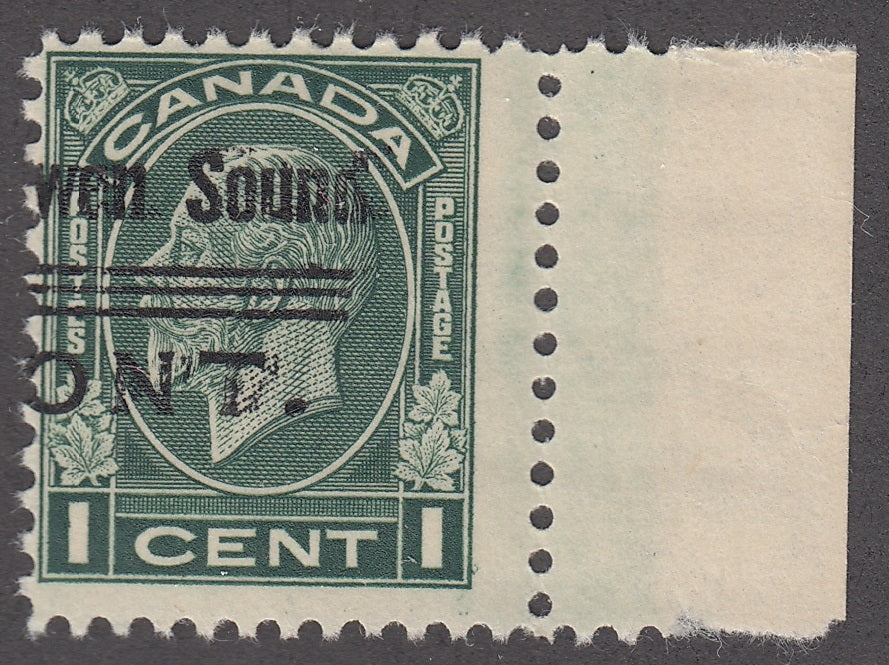 CANADA
wen Sound
POSTES
POSTAGE
ONT.
1 CENT 1